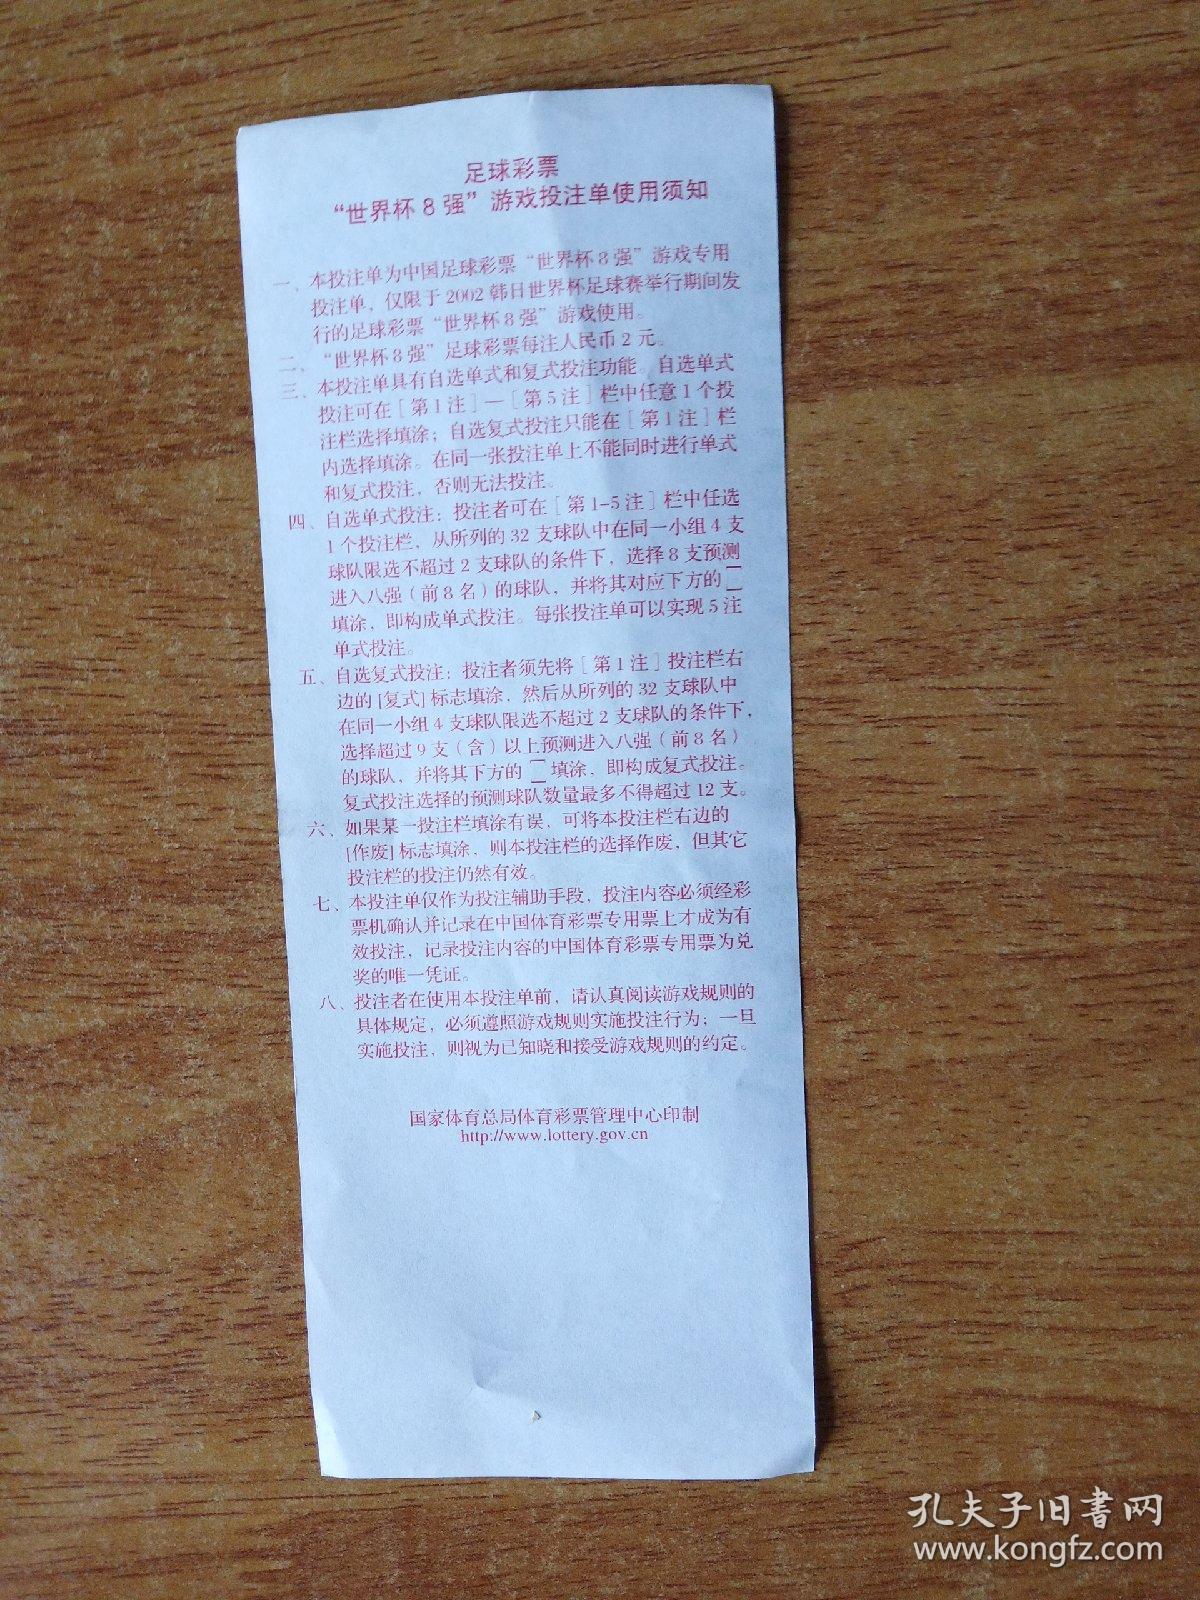 足球彩票
“世界杯8强”游戏投注单使用须知
一、本投注单为中国足球彩票“世界杯8强”游戏专用
投注单，仅限于2002韩日世界杯足球赛举行期间发
行的足球彩票“世界杯8强”游戏使用。
二、“世界杯8强”足球彩票每注人民币2元。
三、本投注单具有自选单式和复式投注功能。自选单式
投注可在[第1注]—[第5注]栏中任意1个投
注栏选择填涂；自选复式投注只能在[第1注]栏
内选择填涂。在同一张投注单上不能同时进行单式
和复式投注，否则无法投注。
四、自选单式投注：投注者可在[第1-5注]栏中任选
1个投注栏，从所列的32支球队中在同一小组4支
球队限选不超过2支球队的条件下，选择8支预测
进入八强（前8名）的球队，并将其对应下方的
填涂，即构成单式投注。每张投注单可以实现5注
单式投注。
五、自选复式投注：投注者须先将[第1注]投注栏右
边的[复式]标志填涂，然后从所列的32支球队中
在同一小组4支球队限选不超过2支球队的条件下，
选择超过9支（含）以上预测进入八强（前8名）
的球队，并将其下方的 填涂，即构成复式投注。
复式投注选择的预测球队数量最多不得超过12支。
六、如果某一投注栏填涂有误，可将本投注栏右边的
[作废]标志填涂，则本投注栏的选择作废，但其它
投注栏的投注仍然有效。
七、本投注单仅作为投注辅助手段，投注内容必须经彩
票机确认并记录在中国体育彩票专用票上才成为有
效投注，记录投注内容的中国体育彩票专用票为兑
奖的唯一凭证。
八、投注者在使用本投注单前，请认真阅读游戏规则的
具体规定，必须遵照游戏规则实施投注行为；一旦
实施投注，则视为已知晓和接受游戏规则的约定。
国家体育总局体育彩票管理中心印制
http://www.lottery.gov.cn
孔夫子旧书网
www.kongfz.com